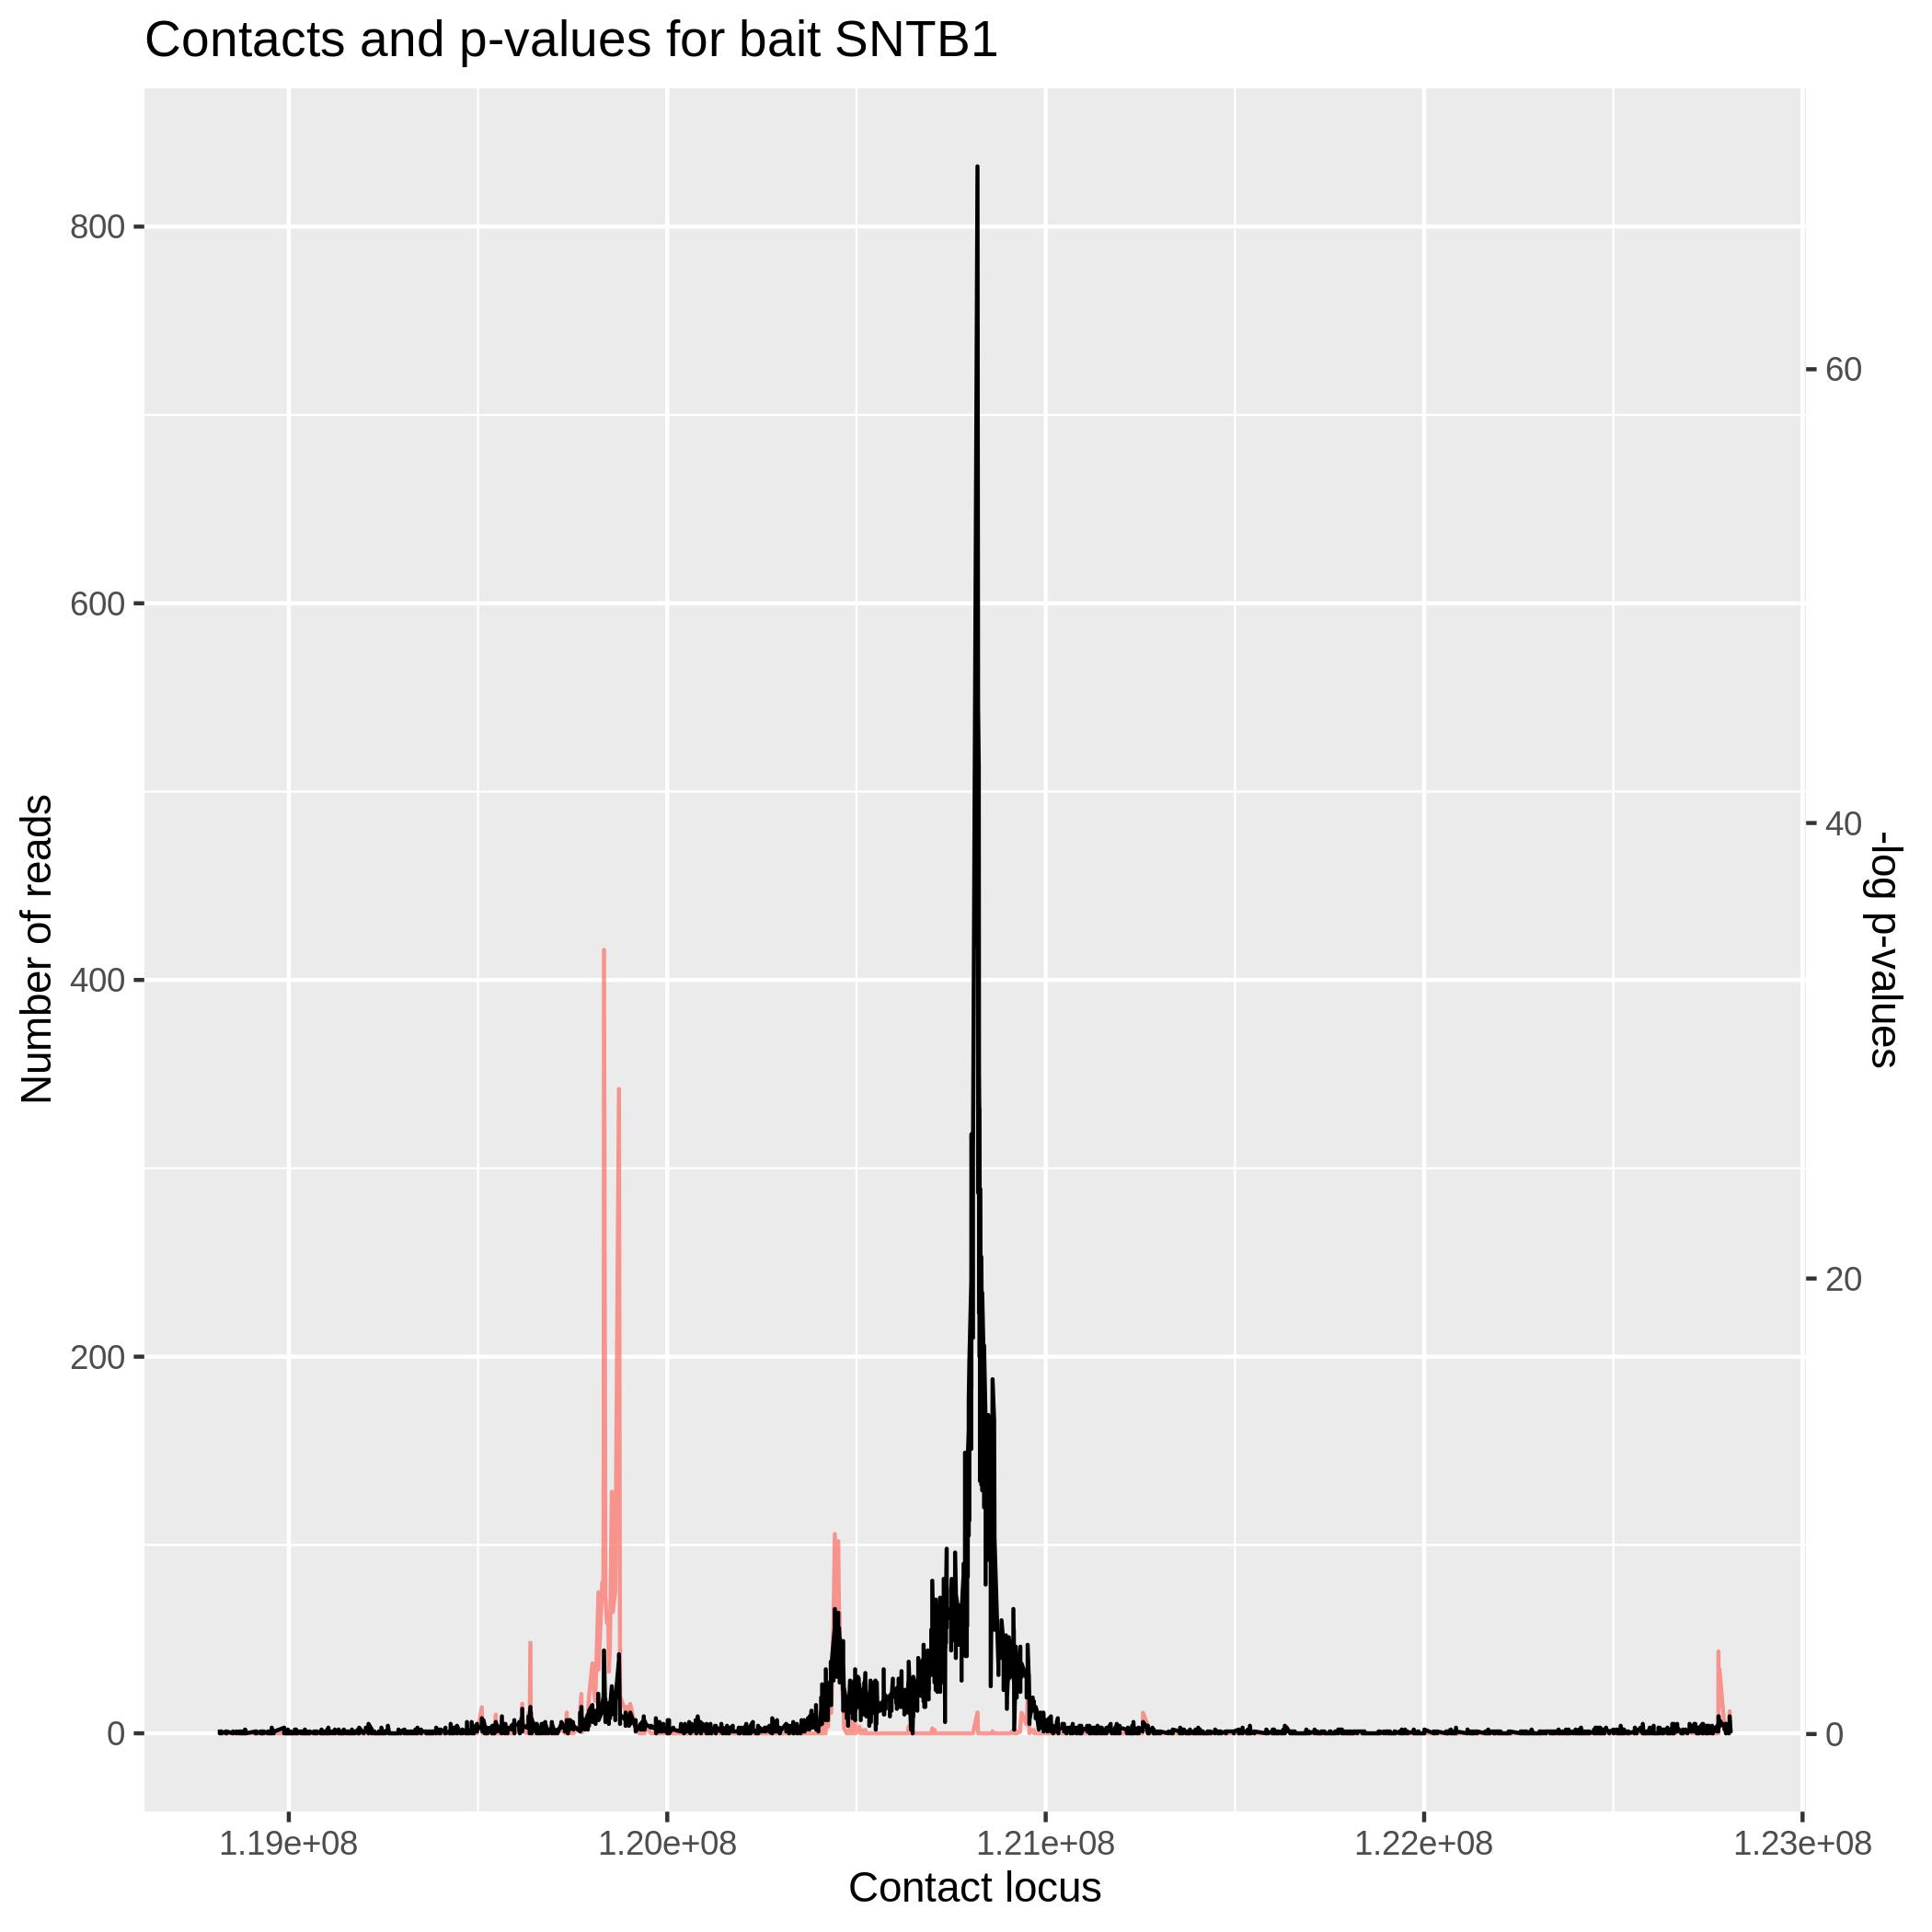 Contacts and p-values for bait SNTB1
Number of reads
800
600
400
200
0
60
40
20
0
-log p-values
1.19e+08
1.20e+08
1.21e+08
1.22e+08
1.23e+08
Contact locus